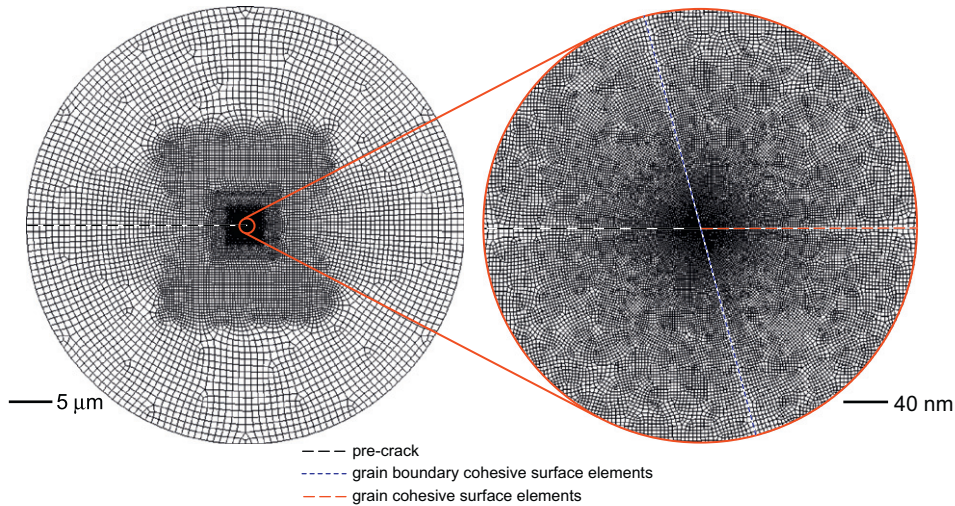 5 μm
40 nm
pre-crack
grain boundary cohesive surface elements
grain cohesive surface elements